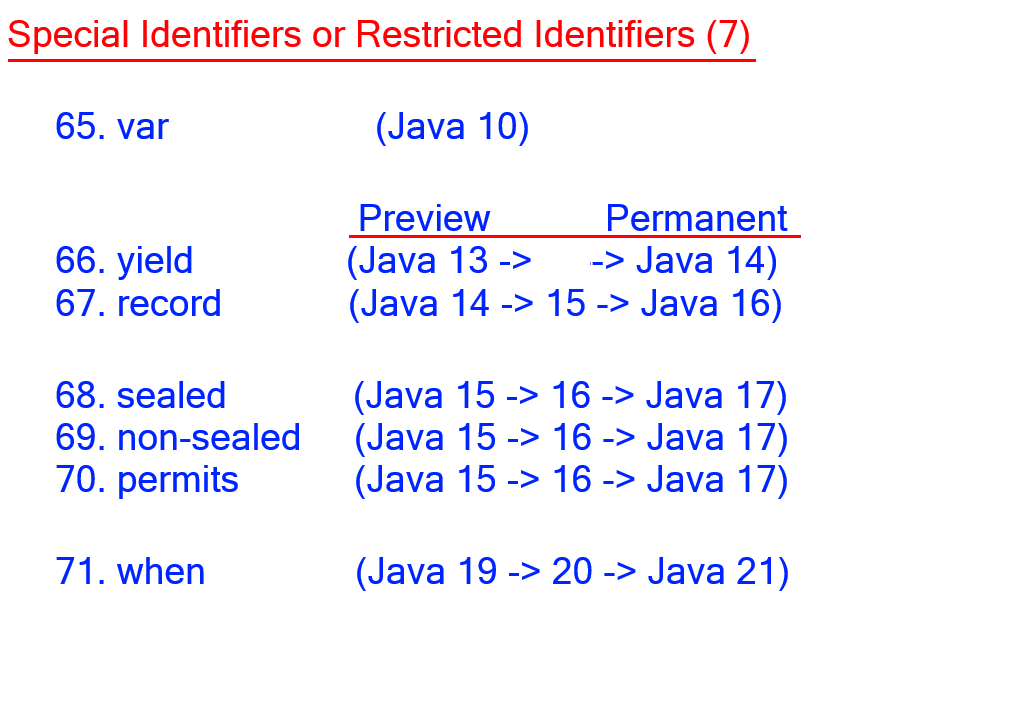 Special Identifiers or Restricted Identifiers (7)
65. var (Java 10)
Preview Permanent
66. yield (Java 13 -> -> Java 14)
67. record (Java 14 -> 15 -> Java 16)
68. sealed (Java 15 -> 16 -> Java 17)
69. non-sealed (Java 15 -> 16 -> Java 17)
70. permits (Java 15 -> 16 -> Java 17)
71. when (Java 19 -> 20 -> Java 21)